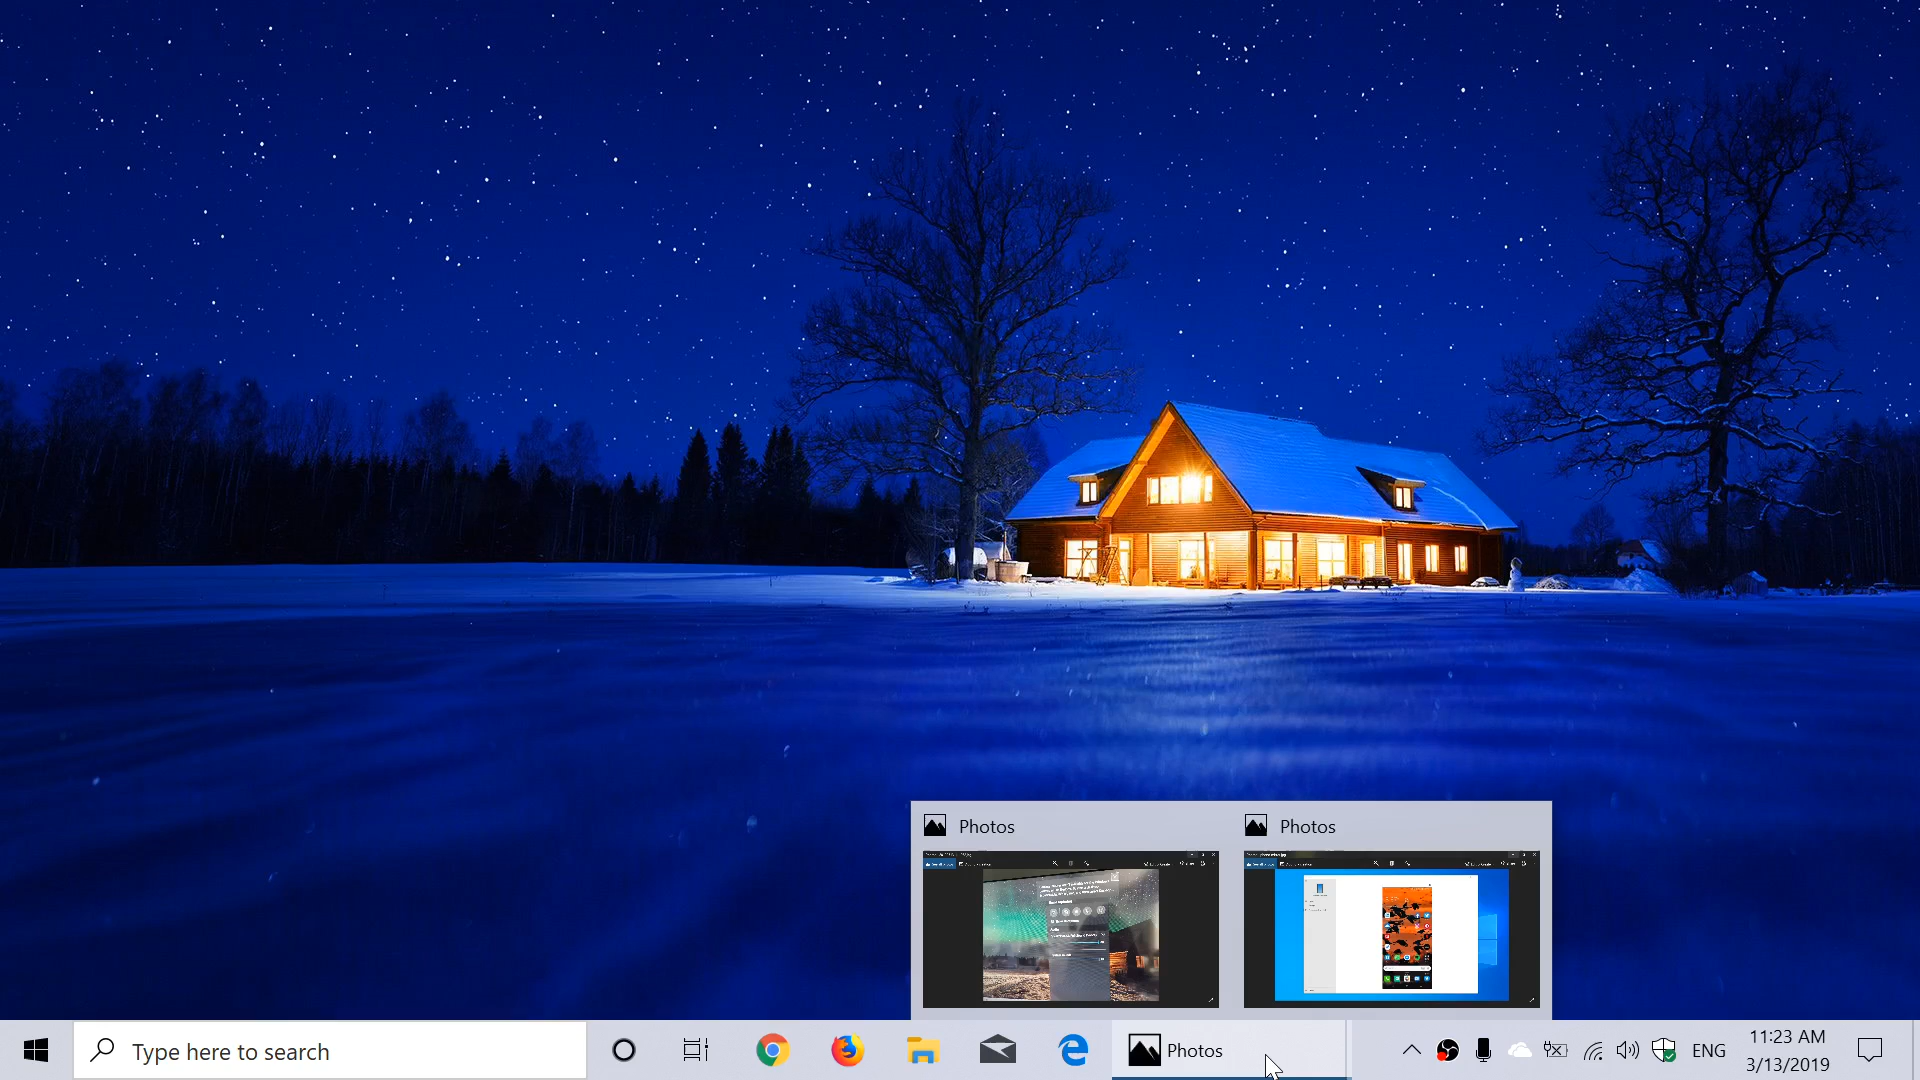 Photos
Photos
Type here to search
Photos
ENG
11:23 AM
3/13/2019